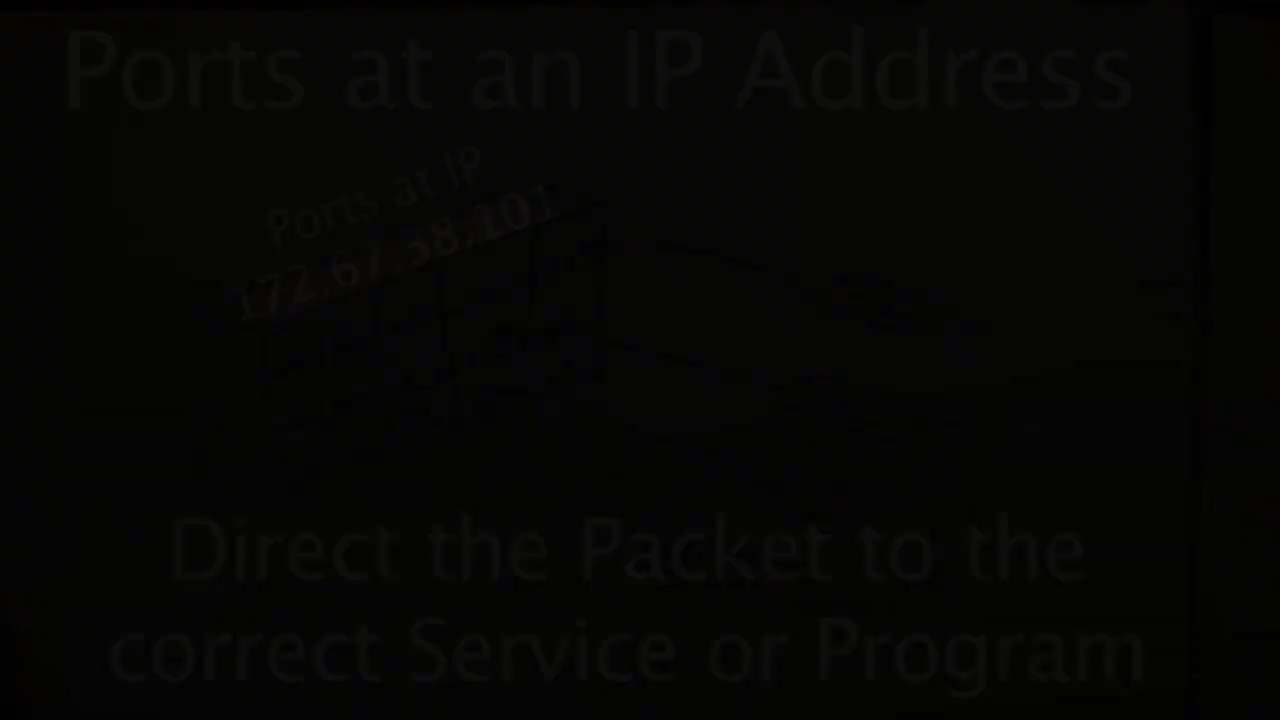 Ports at an IP Address
Ports at IP
172.67.38.101
Direct the Packet to the
correct Service or Program